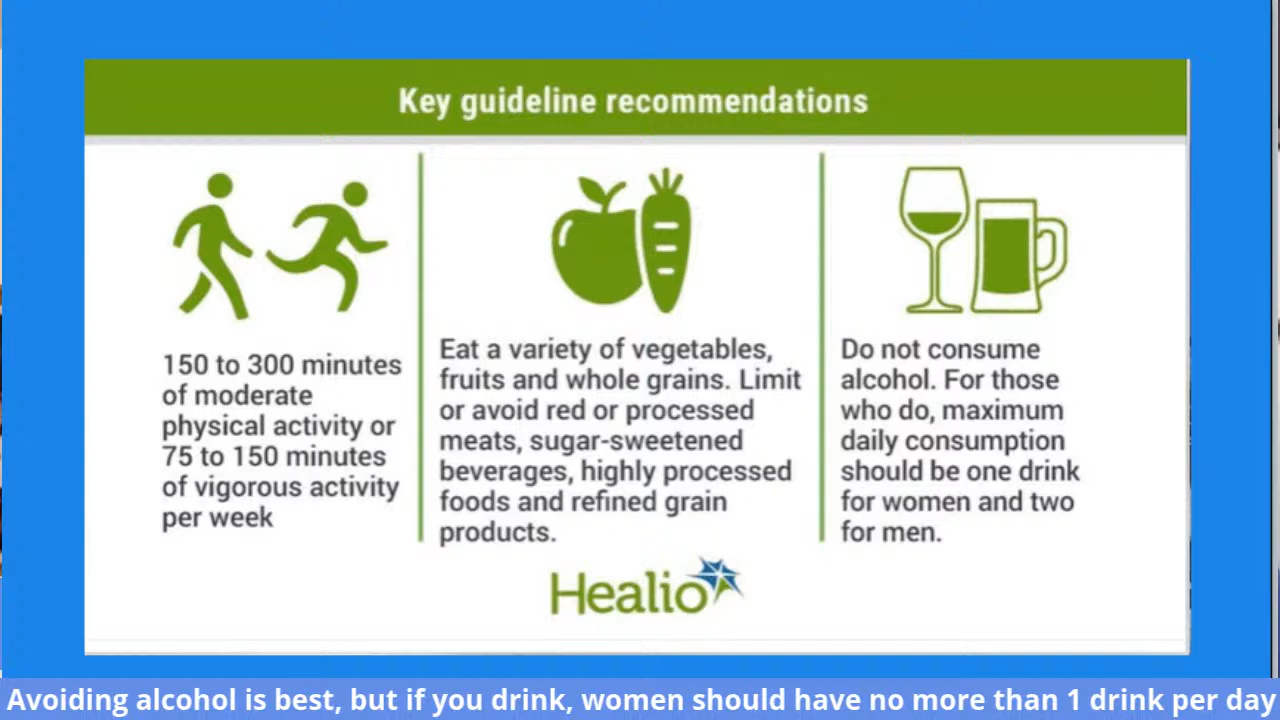 Key guideline recommendations
150 to 300 minutes
of moderate
physical activity or
75 to 150 minutes
of vigorous activity
per week
Eat a variety of vegetables,
fruits and whole grains. Limit
or avoid red or processed
meats, sugar-sweetened
beverages, highly processed
foods and refined grain
products.
Do not consume
alcohol. For those
who do, maximum
daily consumption
should be one drink
for women and two
for men.
Healio
Avoiding alcohol is best, but if you drink, women should have no more than 1 drink per day